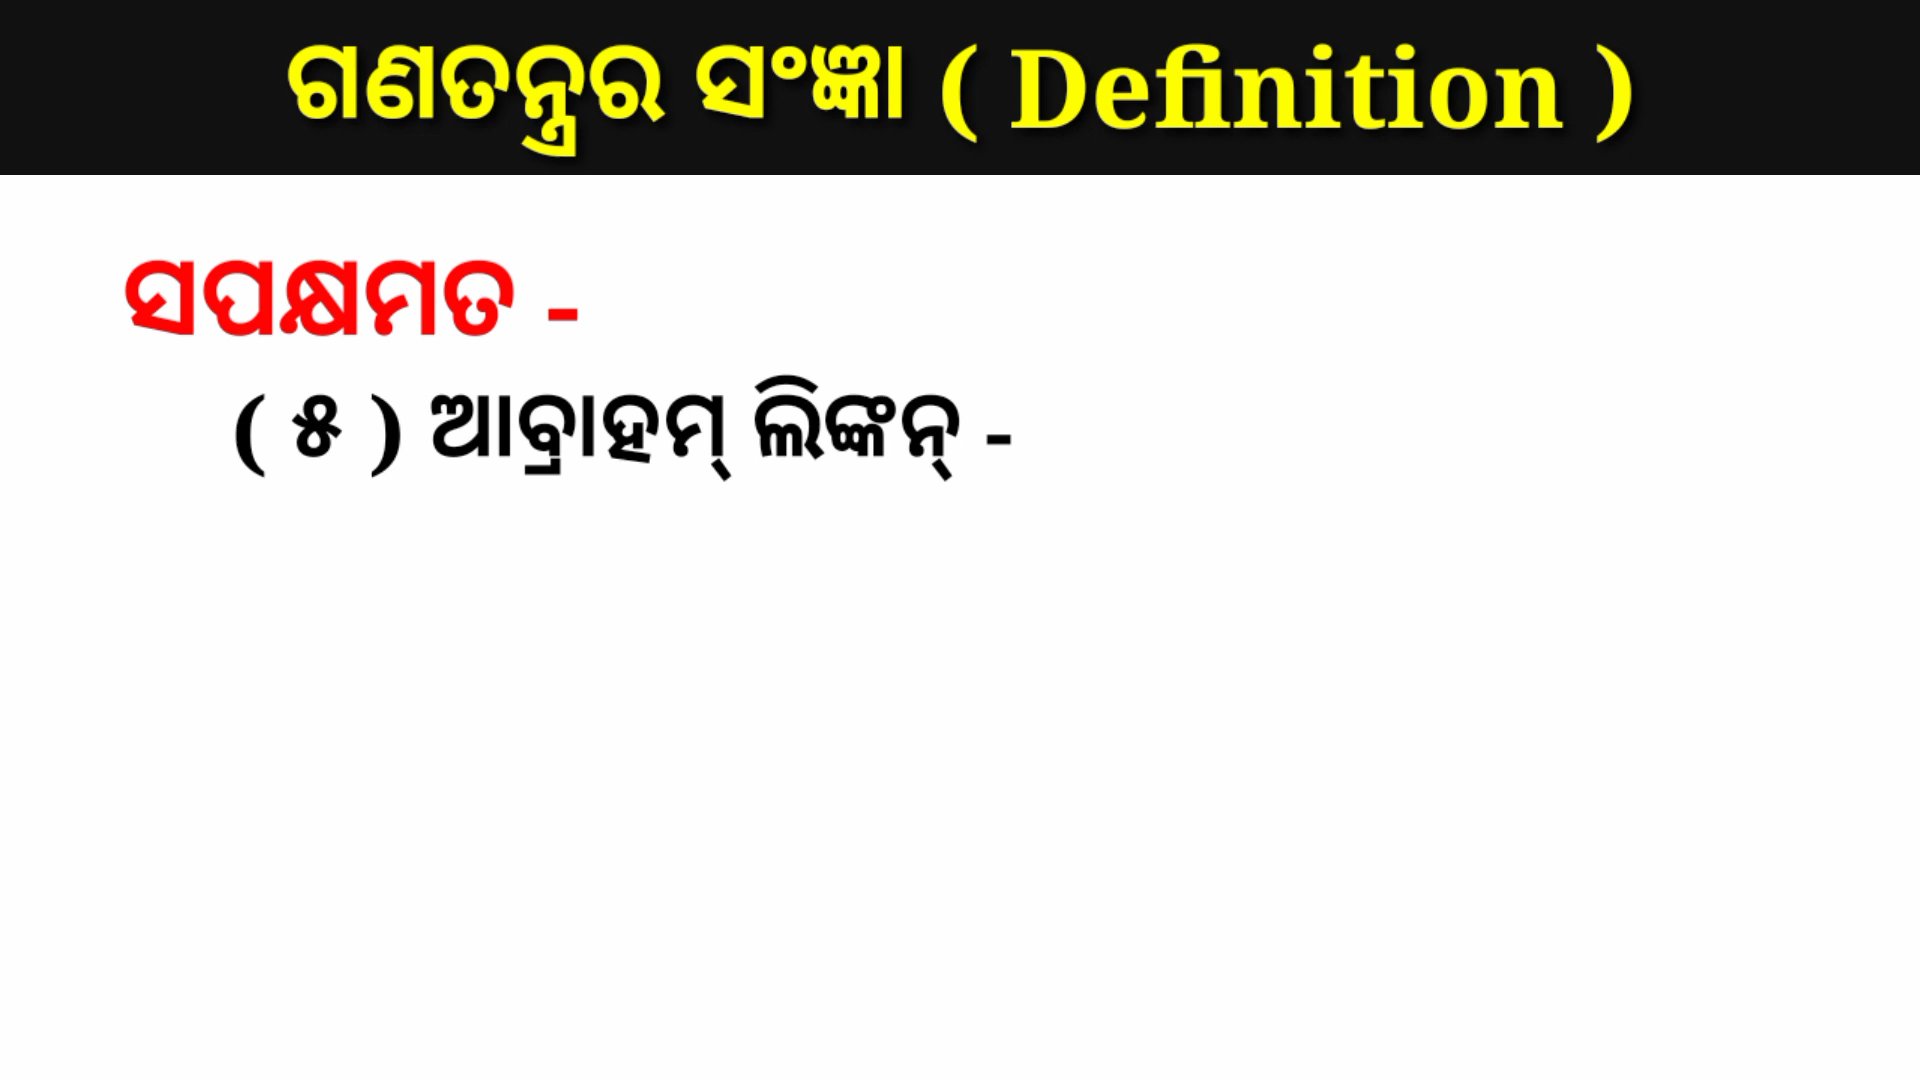 ଗଣତନ୍ତ୍ରର ସଂଜ୍ଞା ( Definition )
ସପକ୍ଷମତ -
( ୫ ) ଆବ୍ରାହମ୍ ଲିଙ୍କନ୍ -